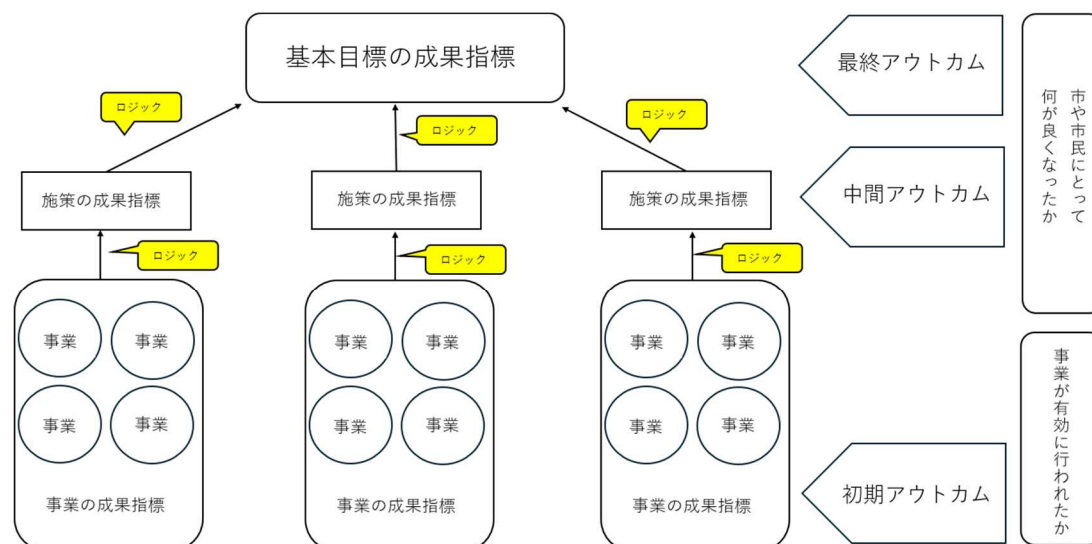 基本目標の成果指標
最終アウトカム
市や市民にとって
何が良くなったか
ロジック
ロジック
ロジック
施策の成果指標
施策の成果指標
施策の成果指標
中間アウトカム
ロジック
ロジック
ロジック
事業
事業
事業
事業
事業の成果指標
事業
事業
事業
事業
事業の成果指標
事業
事業
事業
事業
事業の成果指標
初期アウトカム
事業が有効に行われたか